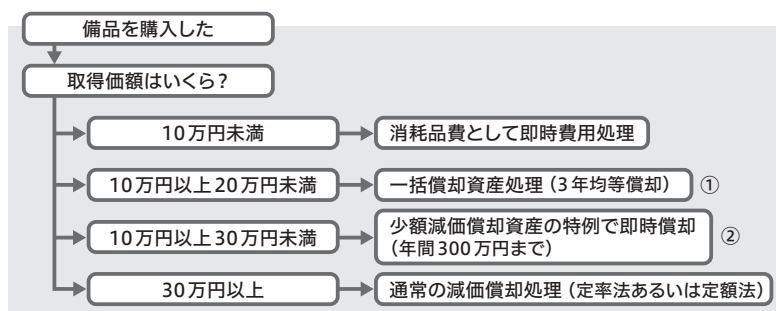 備品を購入した
取得価額はいくら?
10万円未満
消耗品費として即時費用処理
10万円以上20万円未満
一括償却資産処理(3年均等償却)
①
10万円以上30万円未満
少額減価償却資産の特例で即時償却
(年間300万円まで)
②
30万円以上
通常の減価償却処理(定率法あるいは定額法)